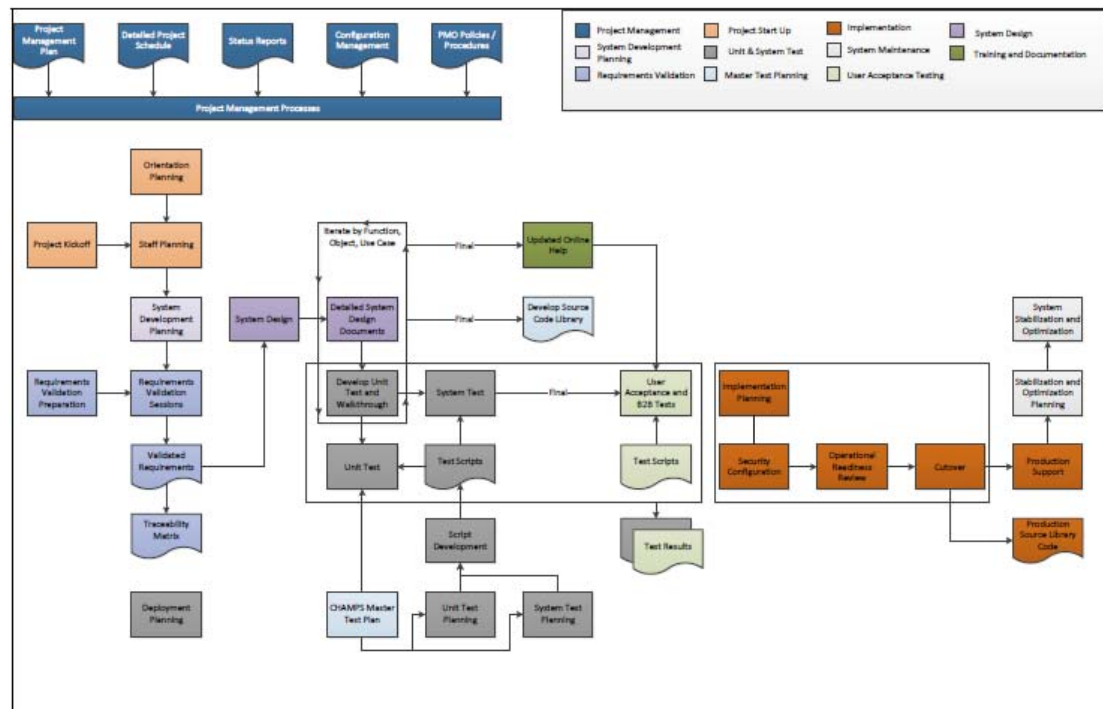 Project
Management
Plan
Detailed Project
Schedule
Status Reports
Configuration
Management
PMO Policies /
Procedures
Project Management Processes
Project Management
Project Start Up
Implementation
System Design
System Development
Planning
Unit & System Test
System Maintenance
Training and Documentation
Requirements Validation
Master Test Planning
User Acceptance Testing
Orientation
Planning
Project Kickoff
Staff Planning
Iterate by Function,
Object, Use Case
Final
Updated Online
Help
System
Development
Planning
System Design
Detailed System
Design
Documents
Final
Develop Source
Code Library
System
Stabilization and
Optimization
Requirements
Validation
Preparation
Requirements
Validation
Sessions
Develop Unit
Test and
Walkthrough
System Test
Final
User
Acceptance and
B2B Tests
Implementation
Planning
Stabilization and
Optimization
Planning
Validated
Requirements
Unit Test
Test Scripts
Test Scripts
Security
Configuration
Operational
Readiness
Review
Cutover
Production
Support
Traceability
Matrix
Script
Development
Test Results
Production
Source Library
Code
Deployment
Planning
CHAMPS Master
Test Plan
Unit Test
Planning
System Test
Planning